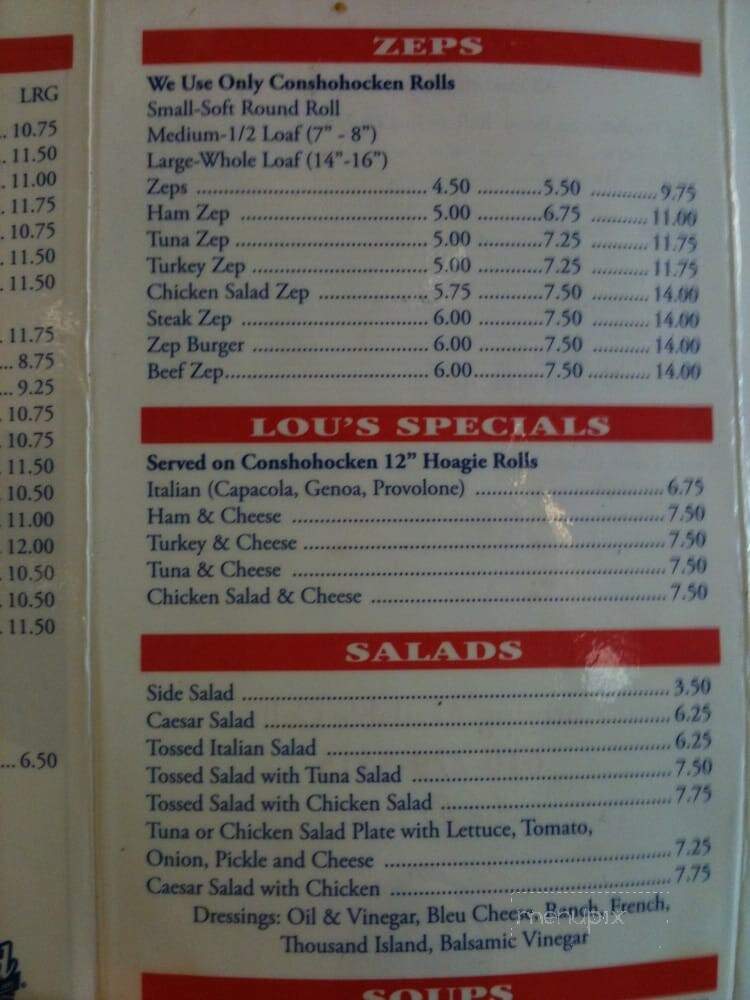 LRG
.. 10.75
. 11.50
. 11.00
. 11.75
. 10.75
. 11.50
. 11.50
. 11.75
... 8.75
... 9.25
. 10.75
. 10.75
. 11.50
. 10.50
. 11.00
. 12.00
. 10.50
. 10.50
. 11.50
... 6.50
ZEPS
We Use Only Conshohocken Rolls
Small-Soft Round Roll
Medium-1/2 Loaf (7” - 8”)
Large-Whole Loaf (14”-16”)
Zeps ........ 4.50 ........ 5.50 ........ 9.75
Ham Zep ........ 5.00 ........ 6.75 ........ 11.00
Tuna Zep ........ 5.00 ........ 7.25 ........ 11.75
Turkey Zep ........ 5.00 ........ 7.25 ........ 11.75
Chicken Salad Zep ........ 5.75 ........ 7.50 ........ 14.00
Steak Zep ........ 6.00 ........ 7.50 ........ 14.00
Zep Burger ........ 6.00 ........ 7.50 ........ 14.00
Beef Zep ........ 6.00 ........ 7.50 ........ 14.00
LOU'S SPECIALS
Served on Conshohocken 12” Hoagie Rolls
Italian (Capacola, Genoa, Provolone) ........ 6.75
Ham & Cheese ........ 7.50
Turkey & Cheese ........ 7.50
Tuna & Cheese ........ 7.50
Chicken Salad & Cheese ........ 7.50
SALADS
Side Salad ........ 3.50
Caesar Salad ........ 6.25
Tossed Italian Salad ........ 6.25
Tossed Salad with Tuna Salad ........ 7.50
Tossed Salad with Chicken Salad ........ 7.75
Tuna or Chicken Salad Plate with Lettuce, Tomato,
Onion, Pickle and Cheese ........ 7.25
Caesar Salad with Chicken ........ 7.75
Dressings: Oil & Vinegar, Bleu Cheese, Ranch, French,
Thousand Island, Balsamic Vinegar
menupix
SOUPS